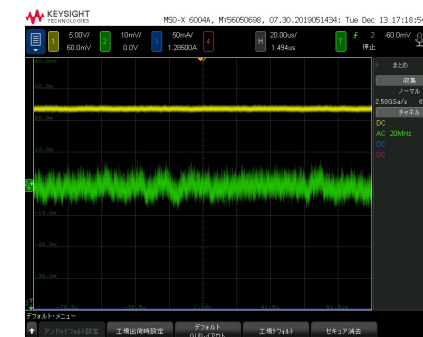 KEYSIGHT
TECHNOLOGIES
MSO-X 6004A, MY56050698, 07.30.2019051434: Tue Dec 13 17:18:54
1 5.00V/ 60.0mV
2 10mV/ 0.0V
3 50mA/ 1.28500A
4
H 20.00us/ 1.494us
T 2 -60.0mV 停止
まとめ
収集
ノーマル
2.50GSa/s
チャネル
DC
AC 20MHz
DC
DC
デフォルト・メニュー
工場出荷時設定
デフォルト
工場デフォルト
セキュア消去